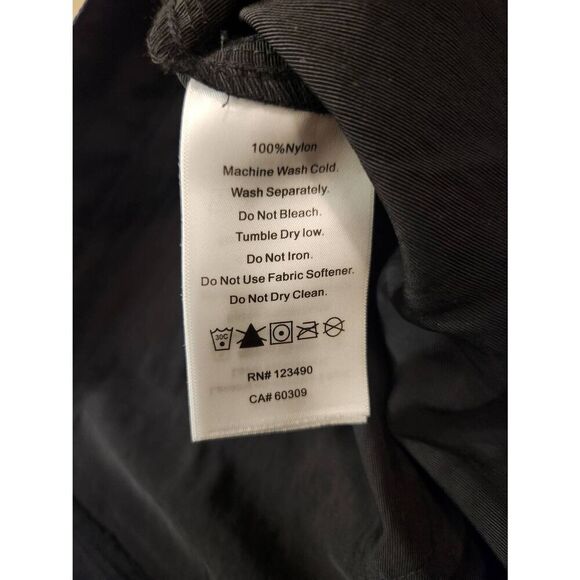 100%Nylon
Machine Wash Cold.
Wash Separately.
Do Not Bleach.
Tumble Dry low.
Do Not Iron.
Do Not Use Fabric Softener.
Do Not Dry Clean.
30C
RN# 123490
CA# 60309